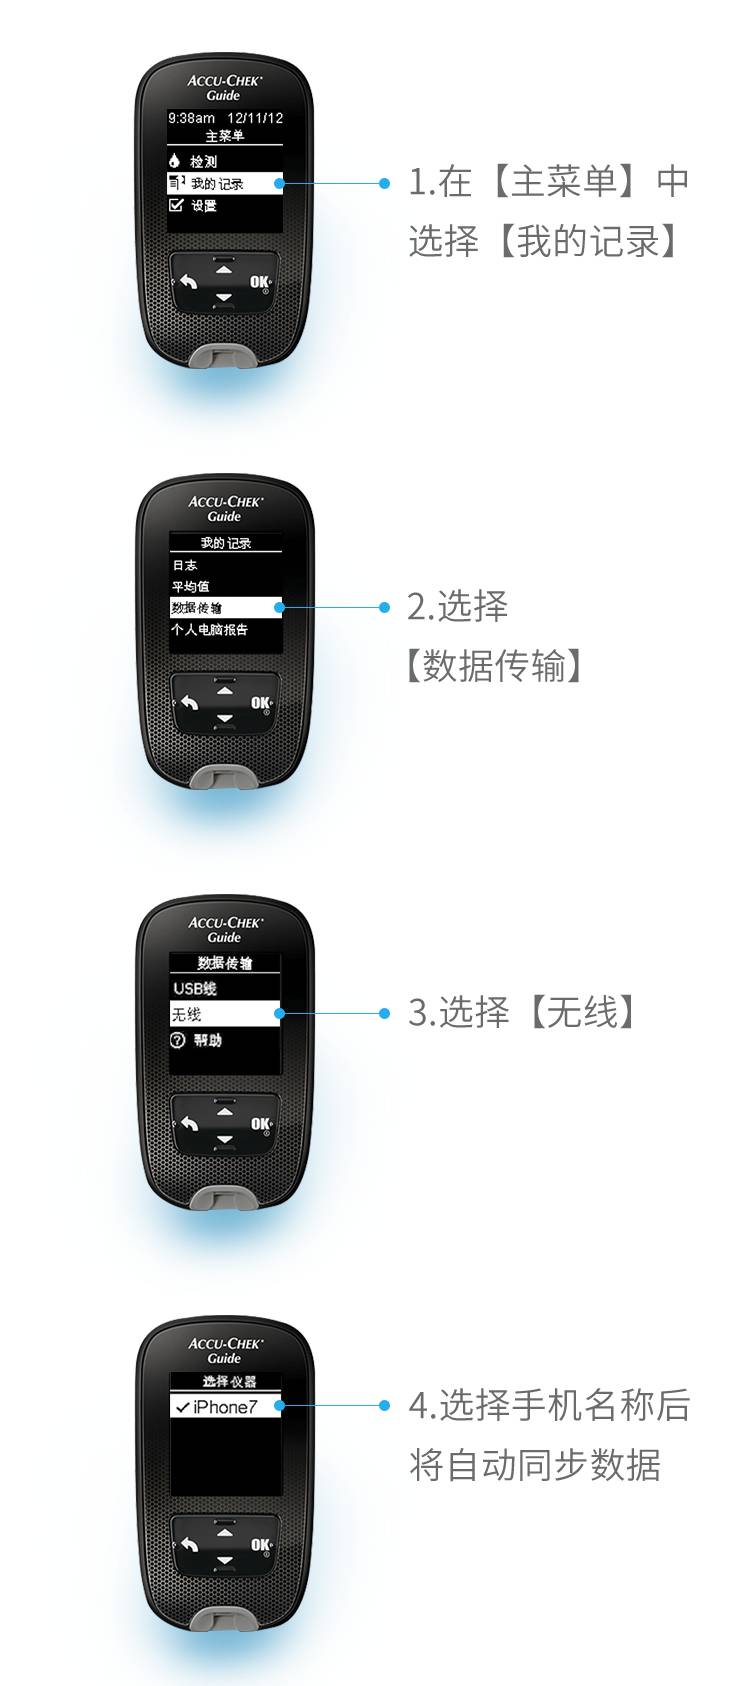 ACCU-CHEK
Guide
9:38am 12/11/12
主菜单
检测
我的记录
设置
OK
1.在【主菜单】中
选择【我的记录】
ACCU-CHEK
Guide
我的记录
日志
平均值
数据传输
个人电脑报告
OK
2.选择
【数据传输】
ACCU-CHEK
Guide
数据传输
USB线
无线
? 帮助
OK
3.选择【无线】
ACCU-CHEK
Guide
选择仪器
iPhone7
OK
4.选择手机名称后
将自动同步数据